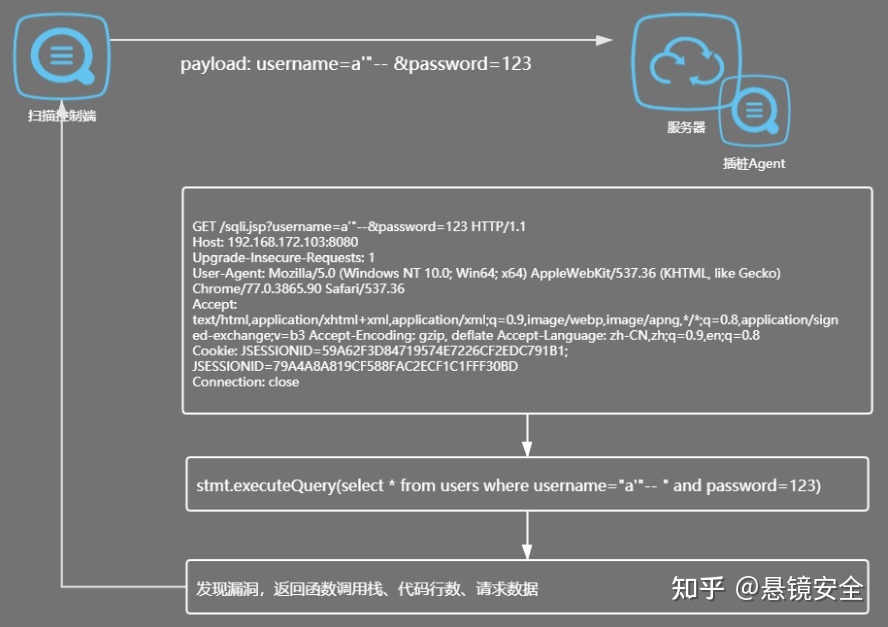 payload: username=a'"-- &password=123
扫描控制端
服务器
插桩Agent
GET /sqli.jsp?username=a'"--&password=123 HTTP/1.1
Host: 192.168.172.103:8080
Upgrade-Insecure-Requests: 1
User-Agent: Mozilla/5.0 (Windows NT 10.0; Win64; x64) AppleWebKit/537.36 (KHTML, like Gecko)
Chrome/77.0.3865.90 Safari/537.36
Accept:
text/html,application/xhtml+xml,application/xml;q=0.9,image/webp,image/apng,*/*;q=0.8,application/sign
ed-exchange;v=b3 Accept-Encoding: gzip, deflate Accept-Language: zh-CN,zh;q=0.9,en;q=0.8
Cookie: JSESSIONID=59A62F3D84719574E7226CF2EDC791B1;
JSESSIONID=79A4A8A819CF588FAC2ECF1C1FFF30BD
Connection: close
stmt.executeQuery(select * from users where username="a'"-- " and password=123)
发现漏洞，返回函数调用栈、代码行数、请求数据
知乎 @悬镜安全